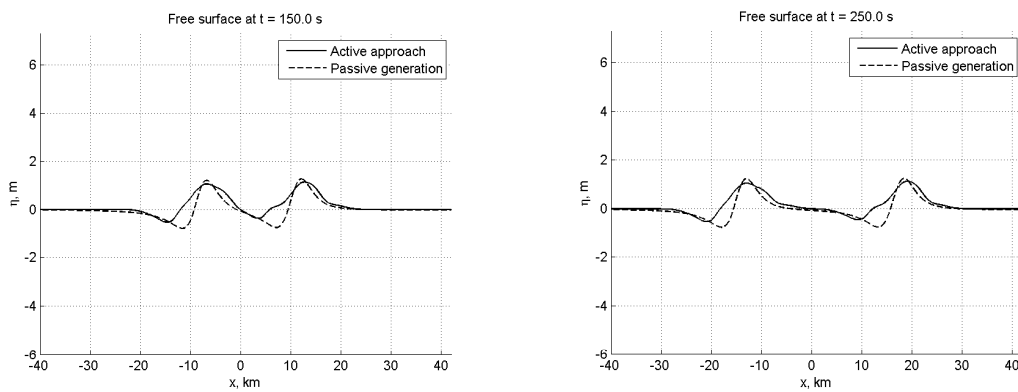 Free surface at t = 150.0 s
Active approach
Passive generation
6
4
2
0
-2
-4
-6
η, m
-40 -30 -20 -10 0 10 20 30 40
x, km
Free surface at t = 250.0 s
Active approach
Passive generation
6
4
2
0
-2
-4
-6
η, m
-40 -30 -20 -10 0 10 20 30 40
x, km